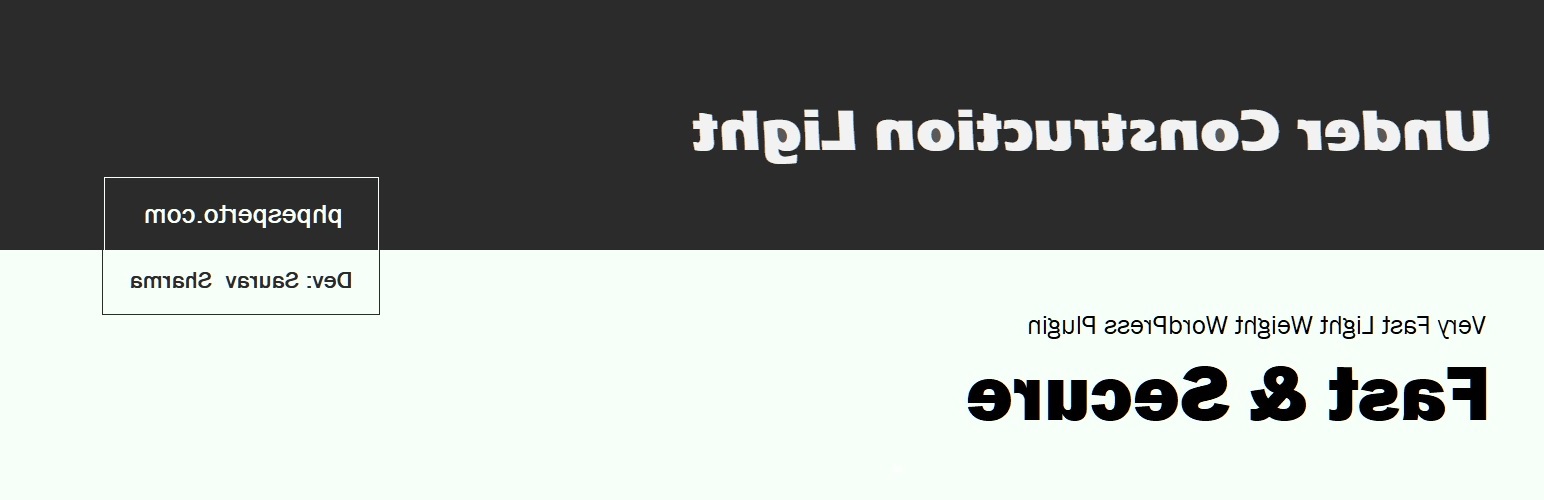 Under Construction Light
phpesperto.com
Dev: Saurav Sharma
Very Fast Light Weight WordPress Plugin
Fast & Secure